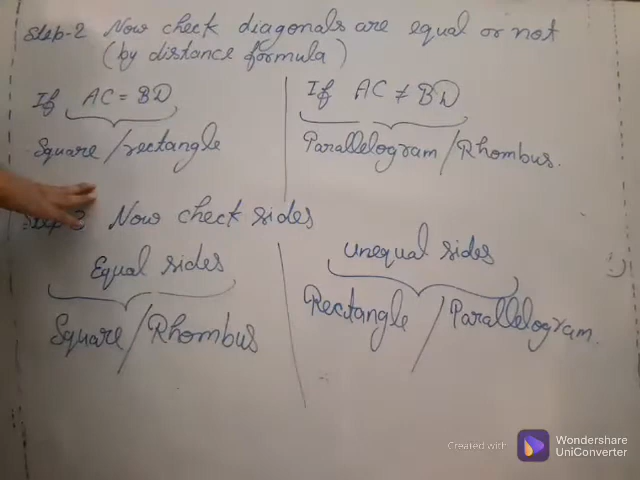 Step-2 Now check diagonals are equal or not
(by distance formula)
If AC = BD
Square/rectangle
If AC ≠ BD
Parallelogram/Rhombus.
Now check sides
Equal sides
Square/Rhombus
Unequal sides
Rectangle/Parallelogram.
Created with
Wondershare
UniConverter